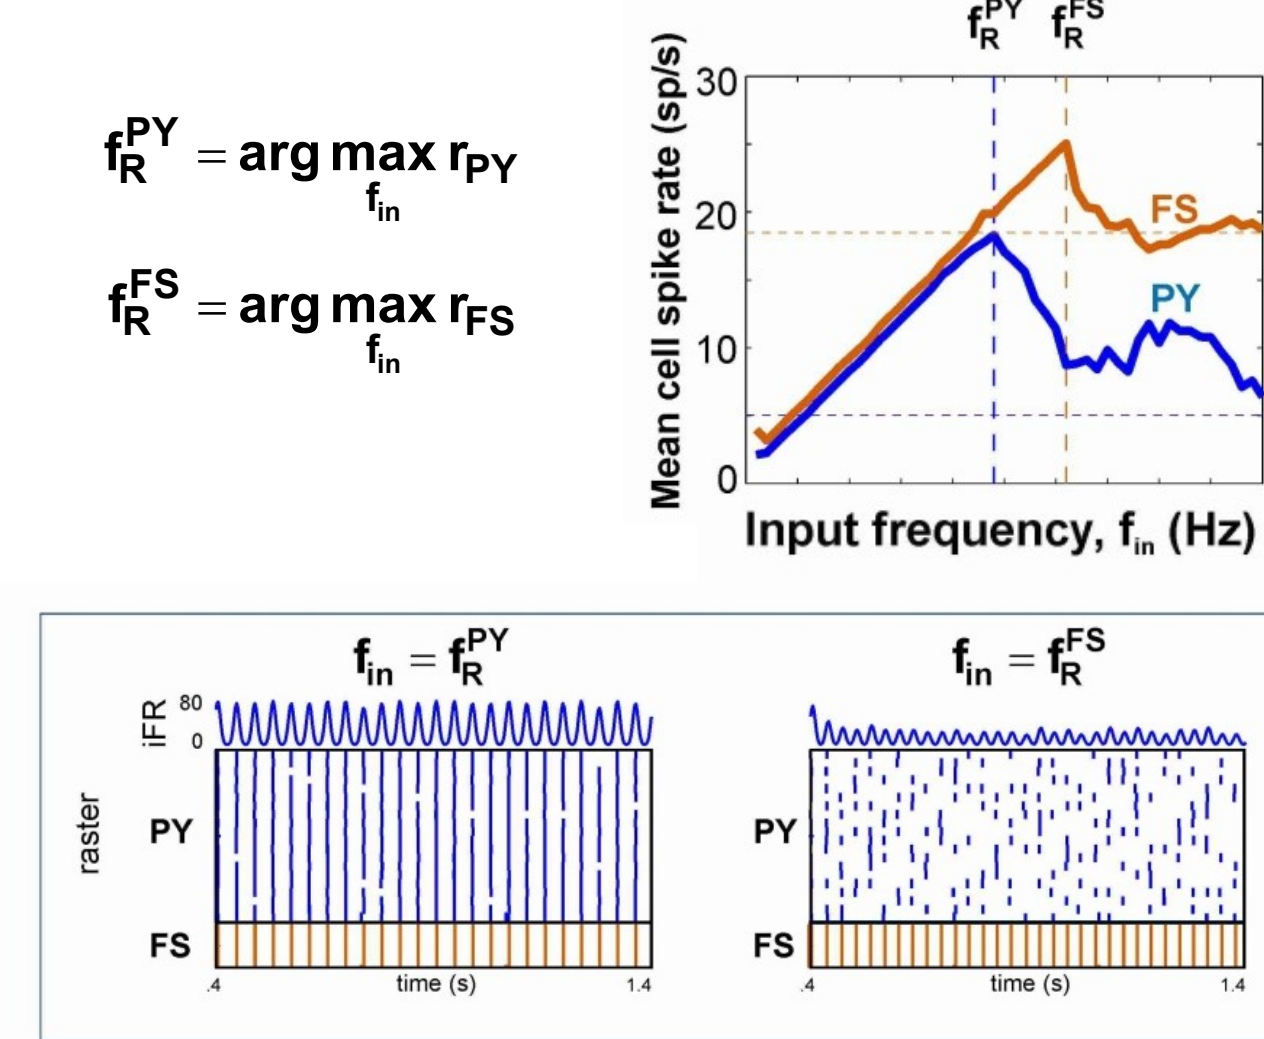 f_R^PY = arg max r_PY
f_in
f_R^FS = arg max r_FS
f_in
f_R^PY f_R^FS
Mean cell spike rate (sp/s)
30
20
10
0
FS
PY
Input frequency, f_in (Hz)
f_in = f_R^PY
iFR
80
0
raster
PY
FS
.4 time (s) 1.4
f_in = f_R^FS
PY
FS
.4 time (s) 1.4